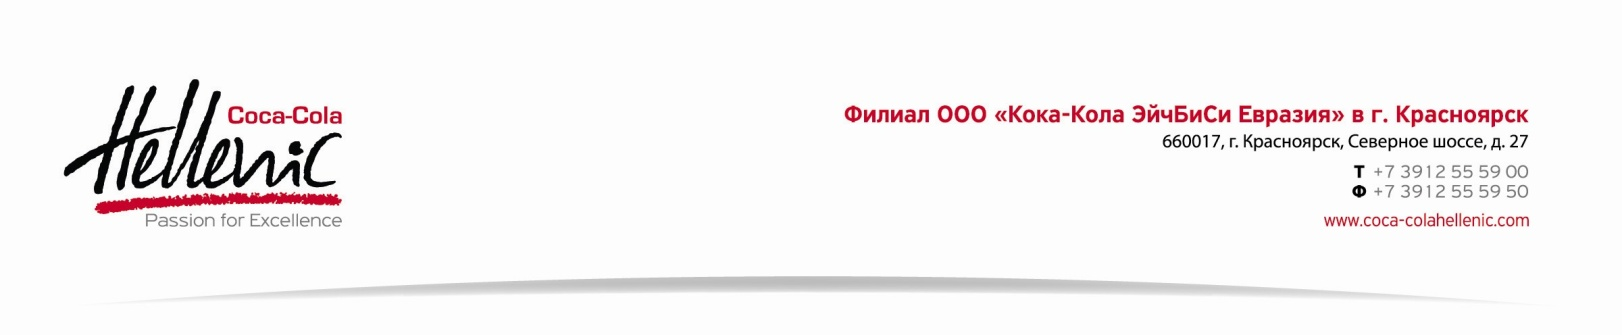 Coca-Cola
Hellenic
Passion for Excellence
Филиал ООО «Кока-Кола ЭйчБиСи Евразия» в г. Красноярск
660017, г. Красноярск, Северное шоссе, д. 27
Т +7 3912 55 59 00
Ф +7 3912 55 59 50
www.coca-colahellenic.com